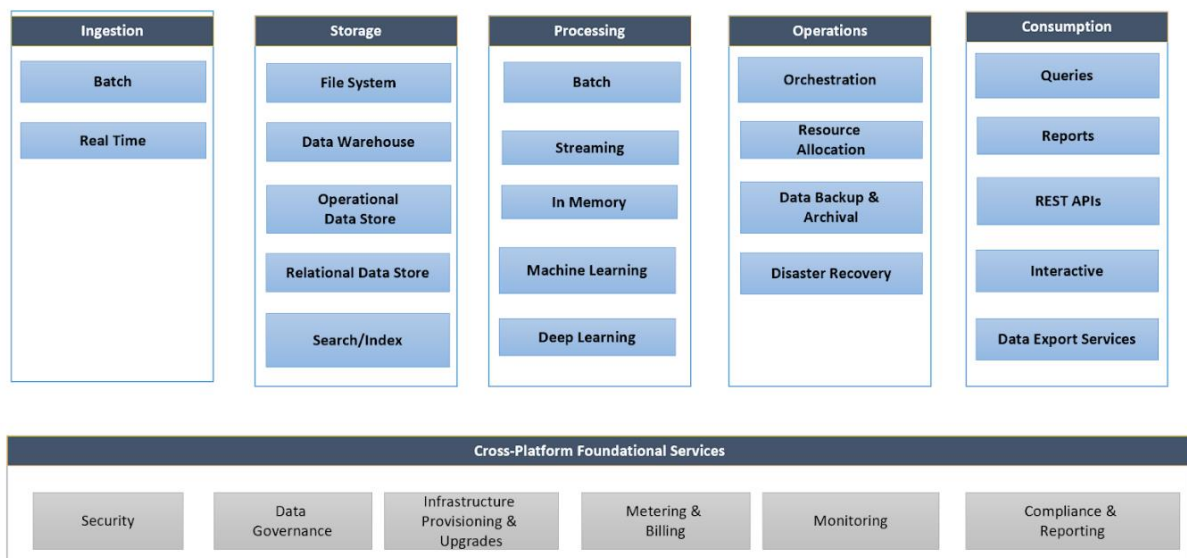 Ingestion
Batch
Real Time
Storage
File System
Data Warehouse
Operational
Data Store
Relational Data Store
Search/Index
Processing
Batch
Streaming
In Memory
Machine Learning
Deep Learning
Operations
Orchestration
Resource
Allocation
Data Backup &
Archival
Disaster Recovery
Consumption
Queries
Reports
REST APIs
Interactive
Data Export Services
Cross-Platform Foundational Services
Security
Data
Governance
Infrastructure
Provisioning &
Upgrades
Metering &
Billing
Monitoring
Compliance &
Reporting